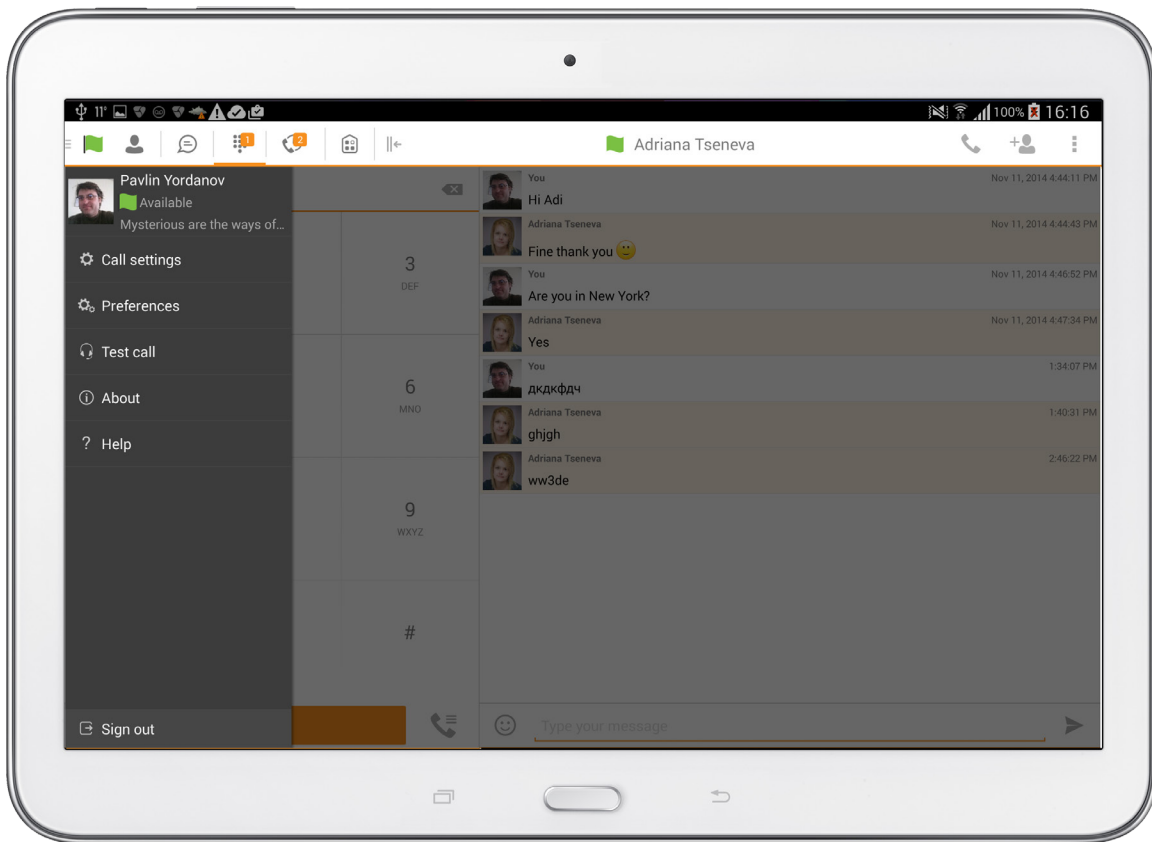 11°
100% 16:16
1
2
Adriana Tseneva
Pavlin Yordanov
Available
Mysterious are the ways of...
Call settings
Preferences
Test call
About
? Help
Sign out
3
DEF
6
MNO
9
WXYZ
#
You Nov 11, 2014 4:44:11 PM
Hi Adi
Adriana Tseneva Nov 11, 2014 4:44:43 PM
Fine thank you
You Nov 11, 2014 4:46:52 PM
Are you in New York?
Adriana Tseneva Nov 11, 2014 4:47:34 PM
Yes
You 1:34:07 PM
дкдкфдч
Adriana Tseneva 1:40:31 PM
ghjgh
Adriana Tseneva 2:46:22 PM
ww3de
Type your message